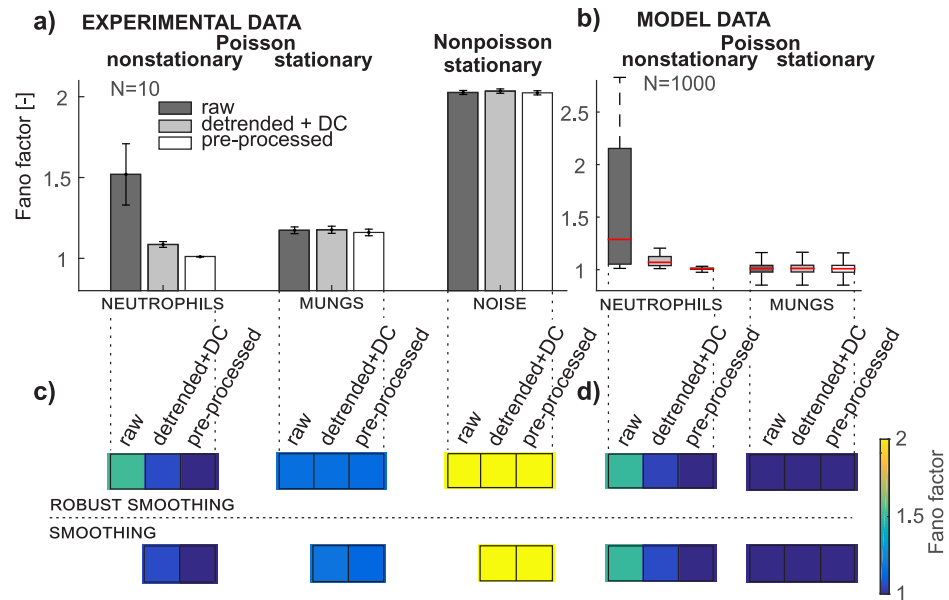 a) EXPERIMENTAL DATA
Poisson
nonstationary stationary
Nonpoisson
stationary
N=10
raw
detrended + DC
pre-processed
Fano factor [-]
2
1.5
1
NEUTROPHILS MUNGS NOISE
b) MODEL DATA
Poisson
nonstationary stationary
N=1000
2.5
2
1.5
1
NEUTROPHILS MUNGS
c)
raw
detrended+DC
pre-processed
raw
detrended+DC
pre-processed
raw
detrended+DC
pre-processed
d)
raw
detrended+DC
pre-processed
raw
detrended+DC
pre-processed
ROBUST SMOOTHING
SMOOTHING
2
1.5
1
Fano factor